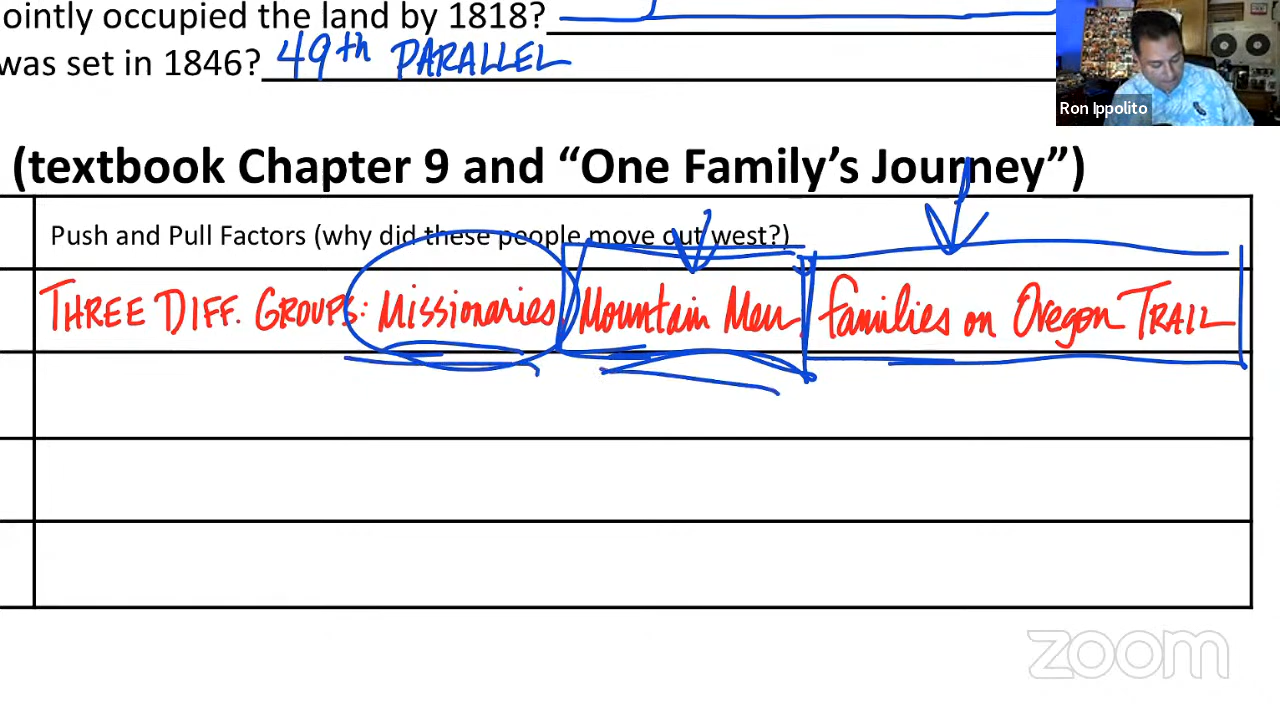 ointly occupied the land by 1818?
was set in 1846? 49th PARALLEL
Ron Ippolito
(textbook Chapter 9 and “One Family’s Journey”)
Push and Pull Factors (why did these people move out west?)
THREE DIFF. GROUPS: Missionaries, Mountain Men, Families on Oregon TRAIL
zoom